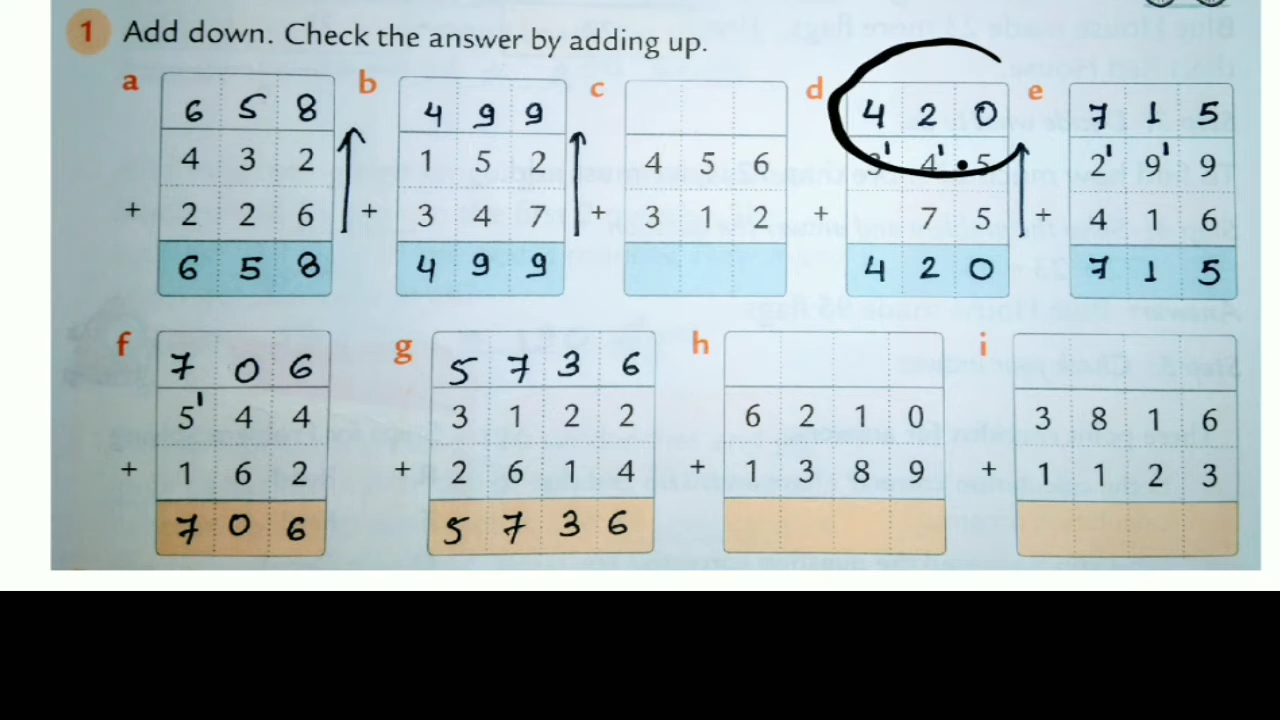 1 Add down. Check the answer by adding up.
a b c d e
6 5 8 4 9 9 4 2 0 7 1 5
4 3 2 1 5 2 4 5 6 3' 4' 5 2' 9' 9
+ 2 2 6 + 3 4 7 + 3 1 2 + 7 5 + 4 1 6
6 5 8 4 9 9 4 2 0 7 1 5
f g h i
7 0 6 5 7 3 6
5' 4 4 3 1 2 2 6 2 1 0 3 8 1 6
+ 1 6 2 + 2 6 1 4 + 1 3 8 9 + 1 1 2 3
7 0 6 5 7 3 6